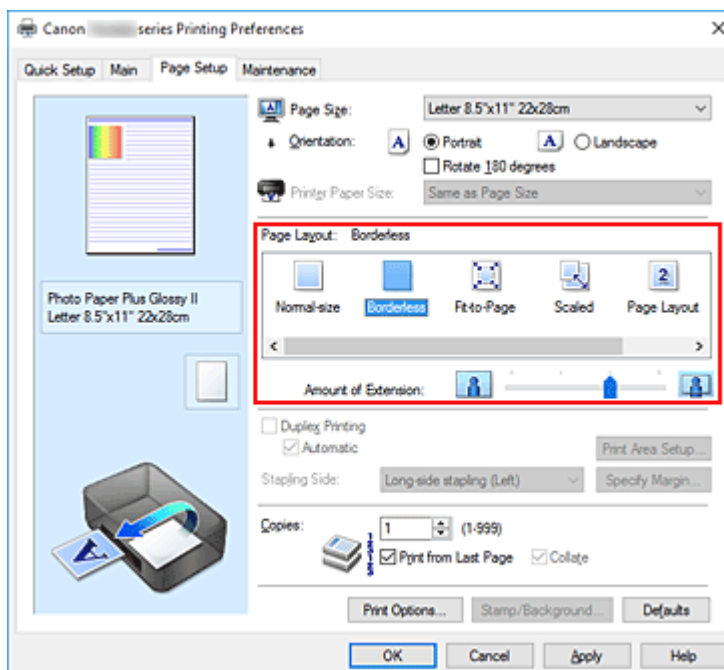 Canon series Printing Preferences
Quick Setup Main Page Setup Maintenance
Page Size: Letter 8.5"x11" 22x28cm
Orientation: A Portrait A Landscape
Rotate 180 degrees
Printer Paper Size: Same as Page Size
Photo Paper Plus Glossy II
Letter 8.5"x11" 22x28cm
Page Layout: Borderless
Normal-size Borderless Fit-to-Page Scaled Page Layout
Amount of Extension:
Duplex Printing
Automatic Print Area Setup...
Stapling Side: Long-side stapling (Left) Specify Margin...
Copies: 1 (1-999)
Print from Last Page Collate
Print Options... Stamp/Background... Defaults
OK Cancel Apply Help